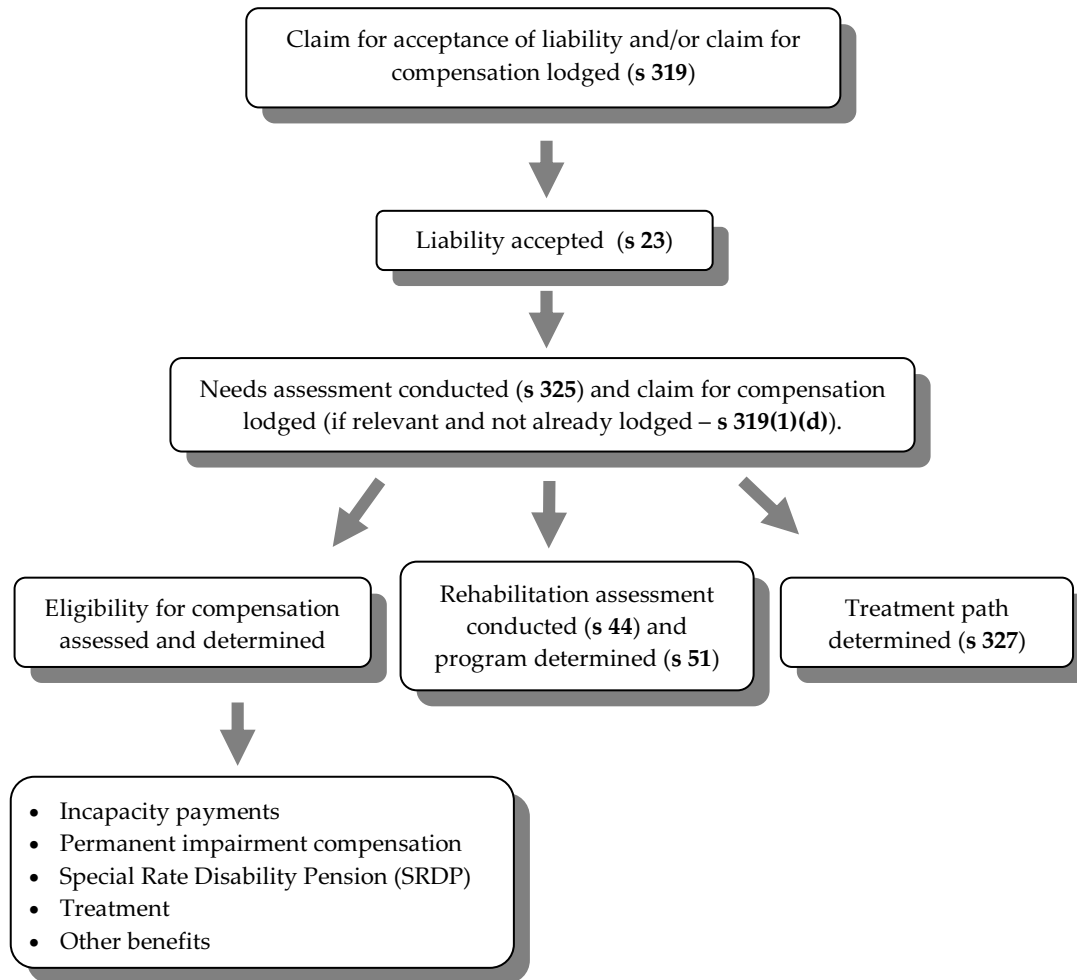 Claim for acceptance of liability and/or claim for
compensation lodged (s 319)
Liability accepted (s 23)
Needs assessment conducted (s 325) and claim for compensation
lodged (if relevant and not already lodged – s 319(1)(d)).
Eligibility for compensation
assessed and determined
Rehabilitation assessment
conducted (s 44) and
program determined (s 51)
Treatment path
determined (s 327)
• Incapacity payments
• Permanent impairment compensation
• Special Rate Disability Pension (SRDP)
• Treatment
• Other benefits